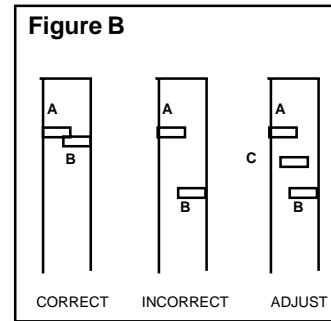 Figure B
A A A
C
B
B B
CORRECT INCORRECT ADJUST